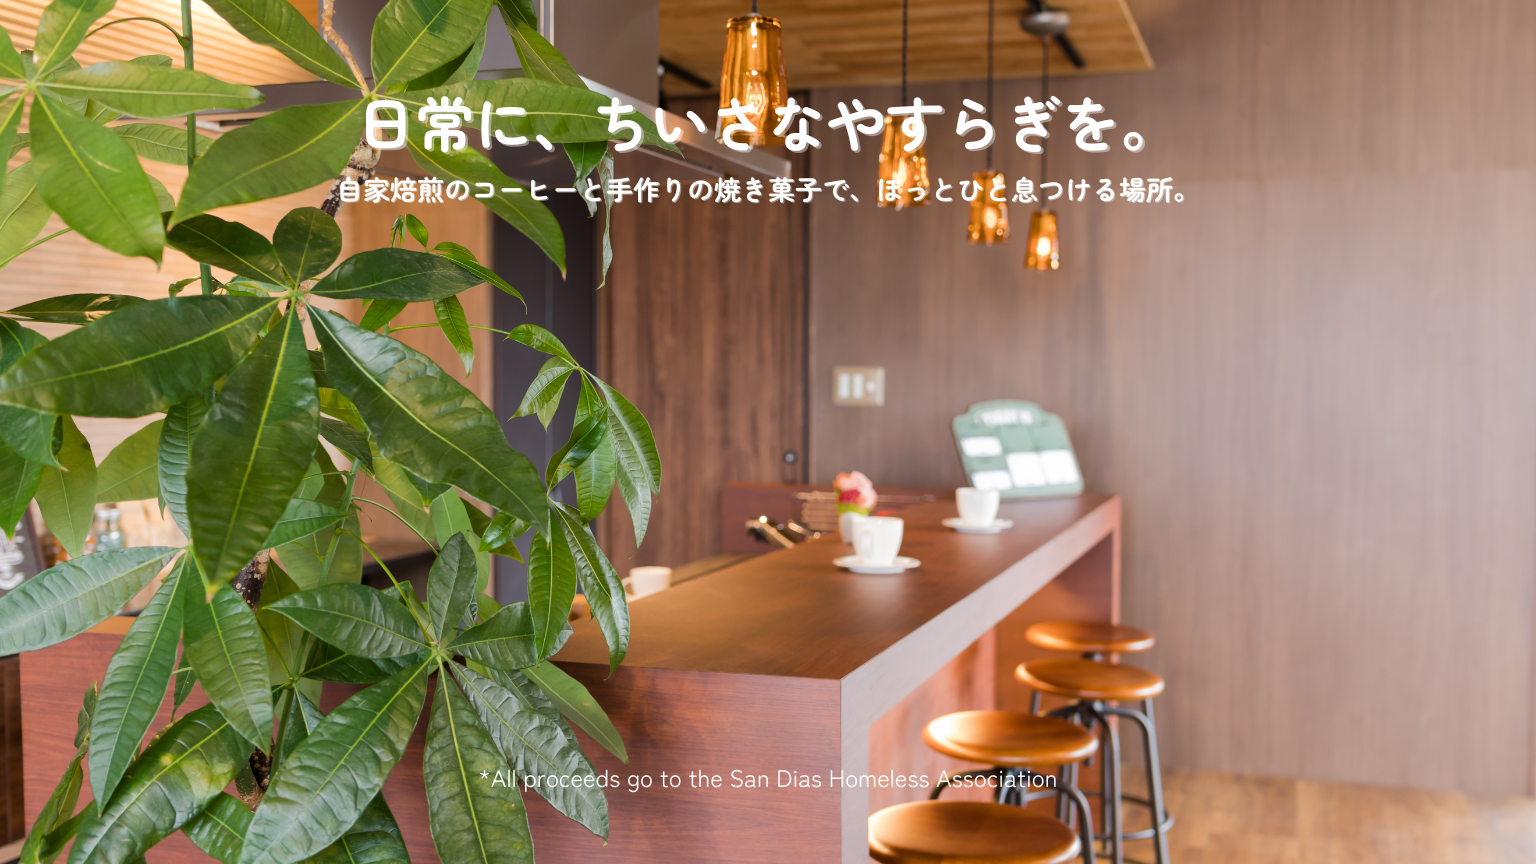 日常に、ちいさなやすらぎを。
自家焙煎のコーヒーと手作りの焼き菓子で、ほっとひと息つける場所。
*All proceeds go to the San Dias Homeless Association